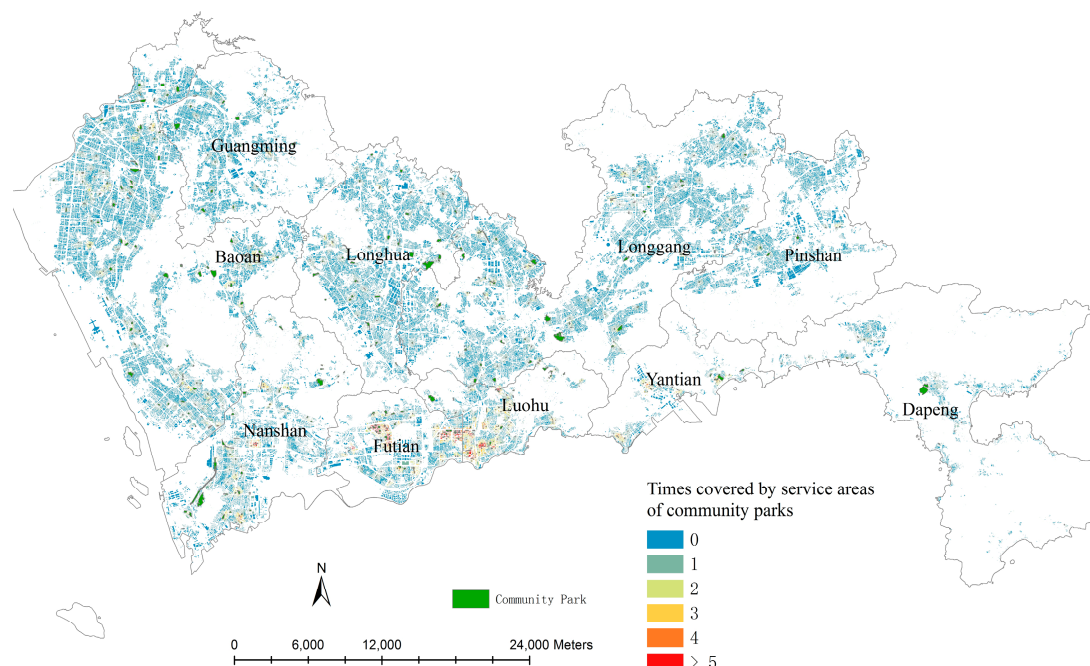 Guangming
Baoan
Longhua
Longgang
Pinshan
Yantian
Luohu
Dapeng
Nanshan
Futian
Times covered by service areas
of community parks
0
1
2
3
4
> 5
N
Community Park
0 6,000 12,000 24,000 Meters